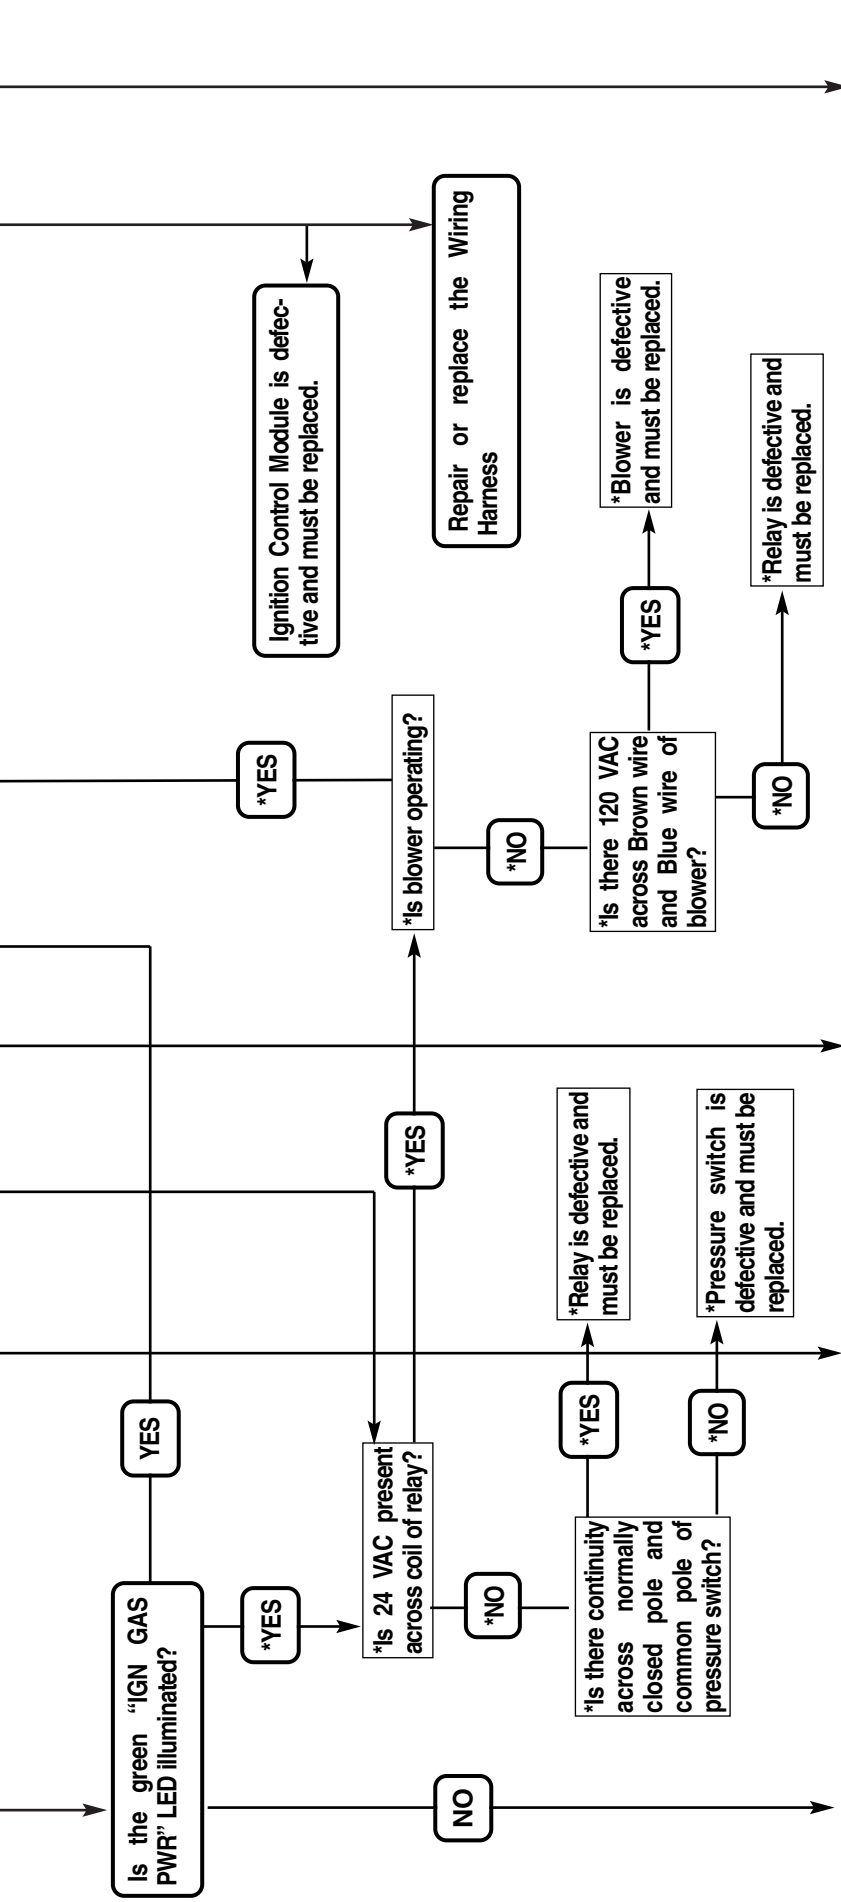 Is the green “IGN GAS
PWR” LED illuminated?
YES
*YES
NO
*Is 24 VAC present
across coil of relay?
*YES
*NO
*Is there continuity
across normally
closed pole and
common pole of
pressure switch?
*YES
*Relay is defective and
must be replaced.
*NO
*Pressure switch is
defective and must be
replaced.
*Is blower operating?
*YES
*NO
*Is there 120 VAC
across Brown wire
and Blue wire of
blower?
*YES
*Blower is defective
and must be replaced.
*NO
*Relay is defective and
must be replaced.
Ignition Control Module is defec-
tive and must be replaced.
Repair or replace the Wiring
Harness